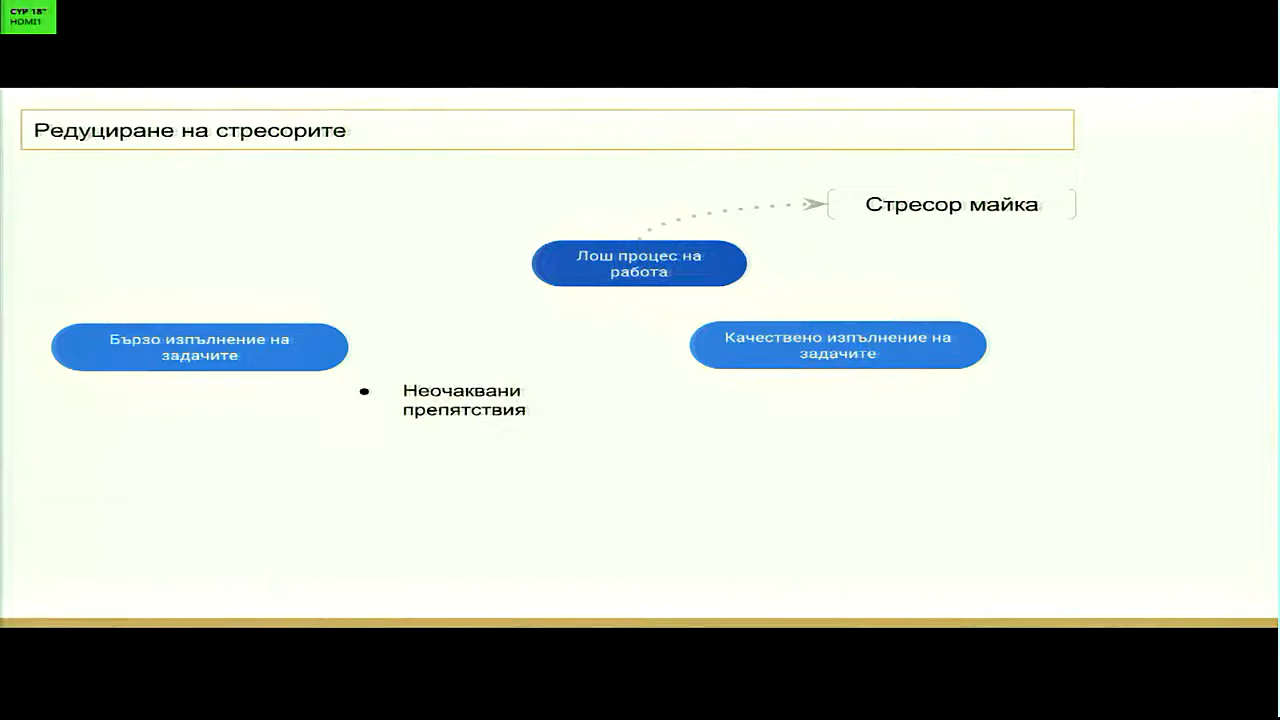 CYP 18"
HDMI1
Редуциране на стресорите
Стресор майка
Лош процес на
работа
Бързо изпълнение на
задачите
Качествено изпълнение на
задачите
• Неочаквани
препятствия